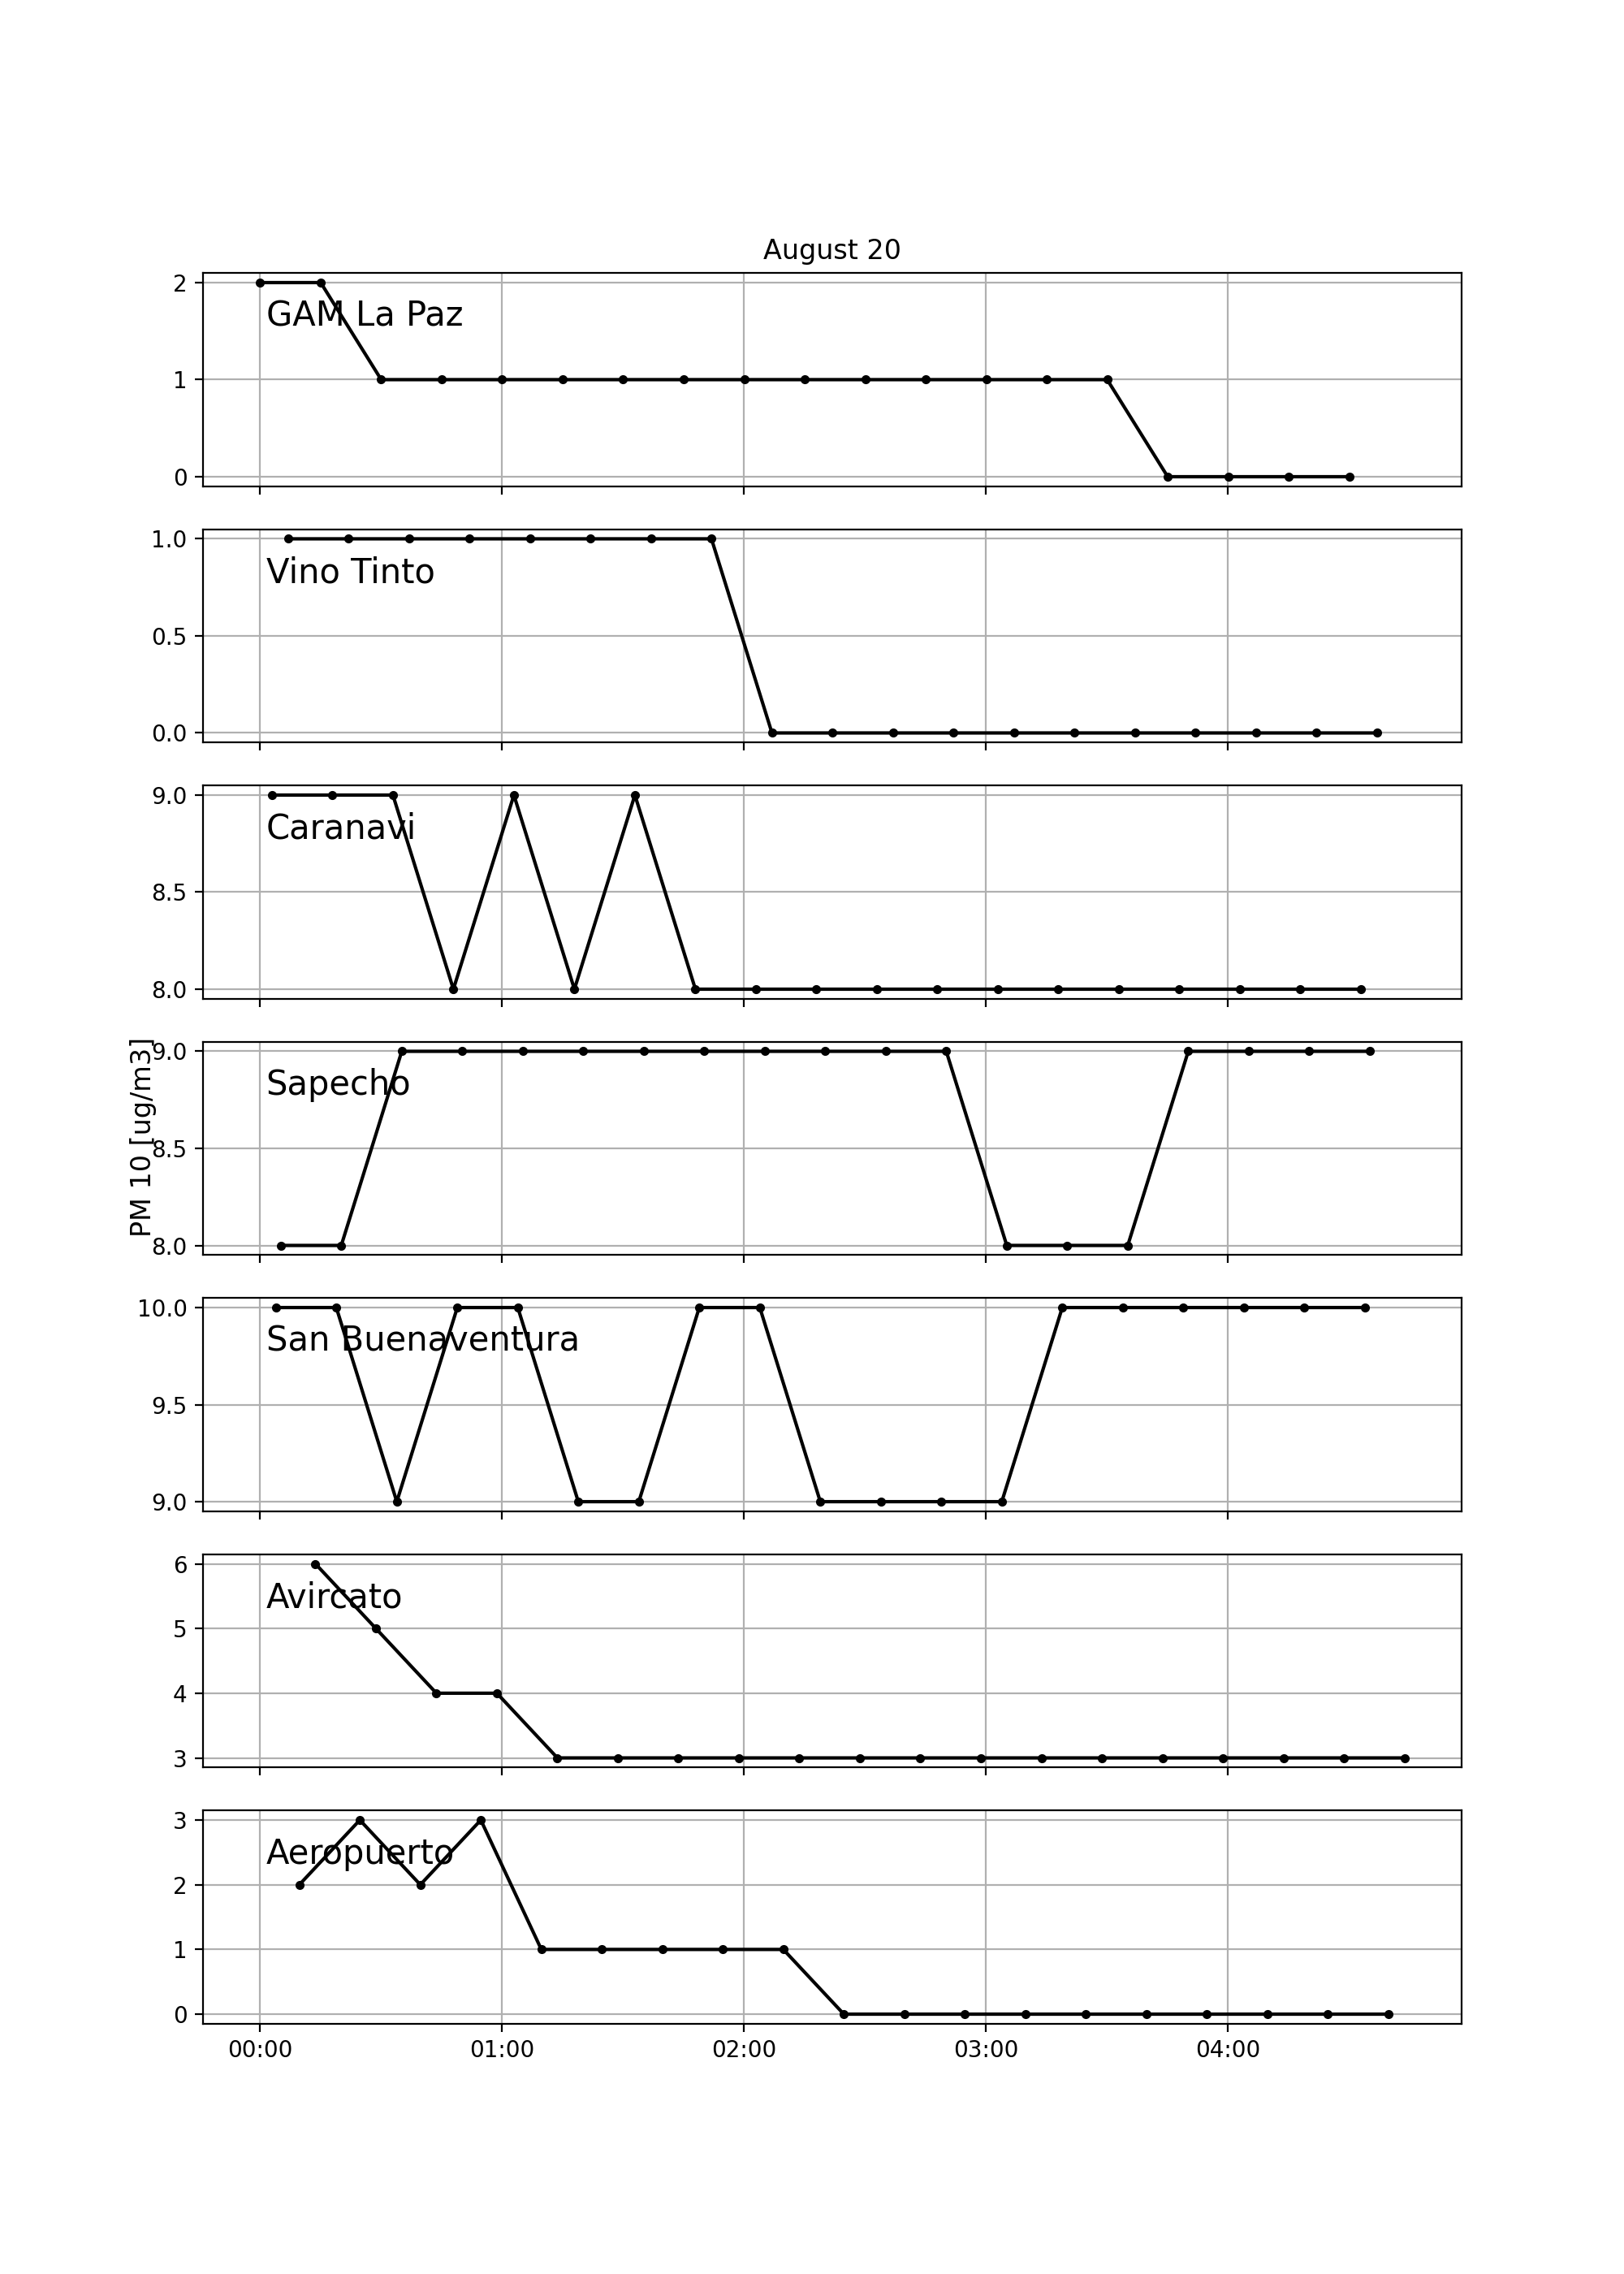 August 20
2
GAM La Paz
1
0
1.0
Vino Tinto
0.5
0.0
9.0
Caranavi
8.5
8.0
PM 10 [ug/m3]
9.0
Sapecho
8.5
8.0
10.0
San Buenaventura
9.5
9.0
6
Avircato
5
4
3
3
Aeropuerto
2
1
0
00:00 01:00 02:00 03:00 04:00